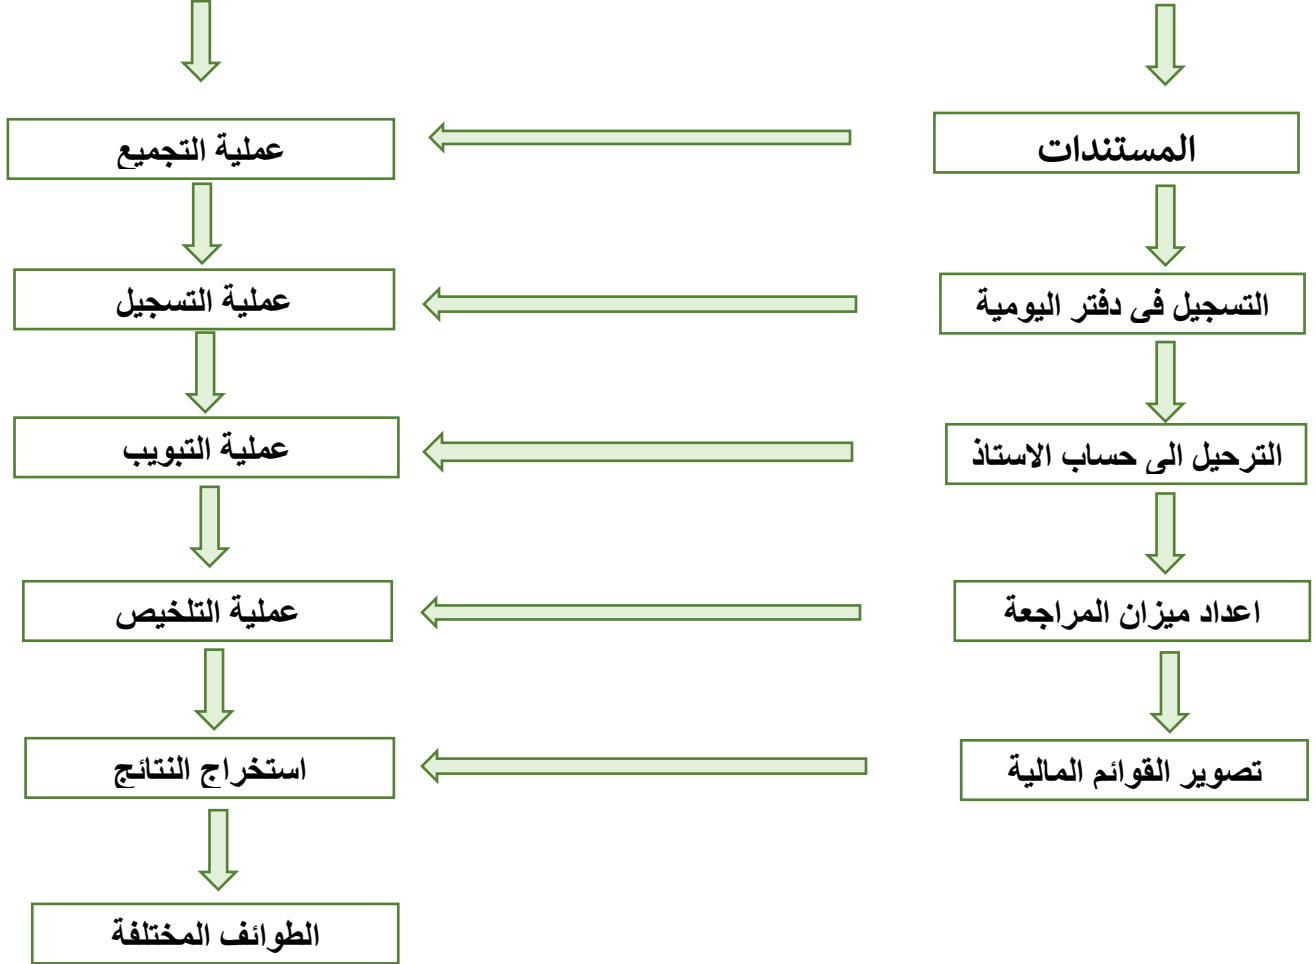 المستندات
عملية التجميع
التسجيل فى دفتر اليومية
عملية التسجيل
الترحيل الى حساب الاستاذ
عملية التبويب
اعداد ميزان المراجعة
عملية التلخيص
تصوير القوائم المالية
استخراج النتائج
الطوائف المختلفة